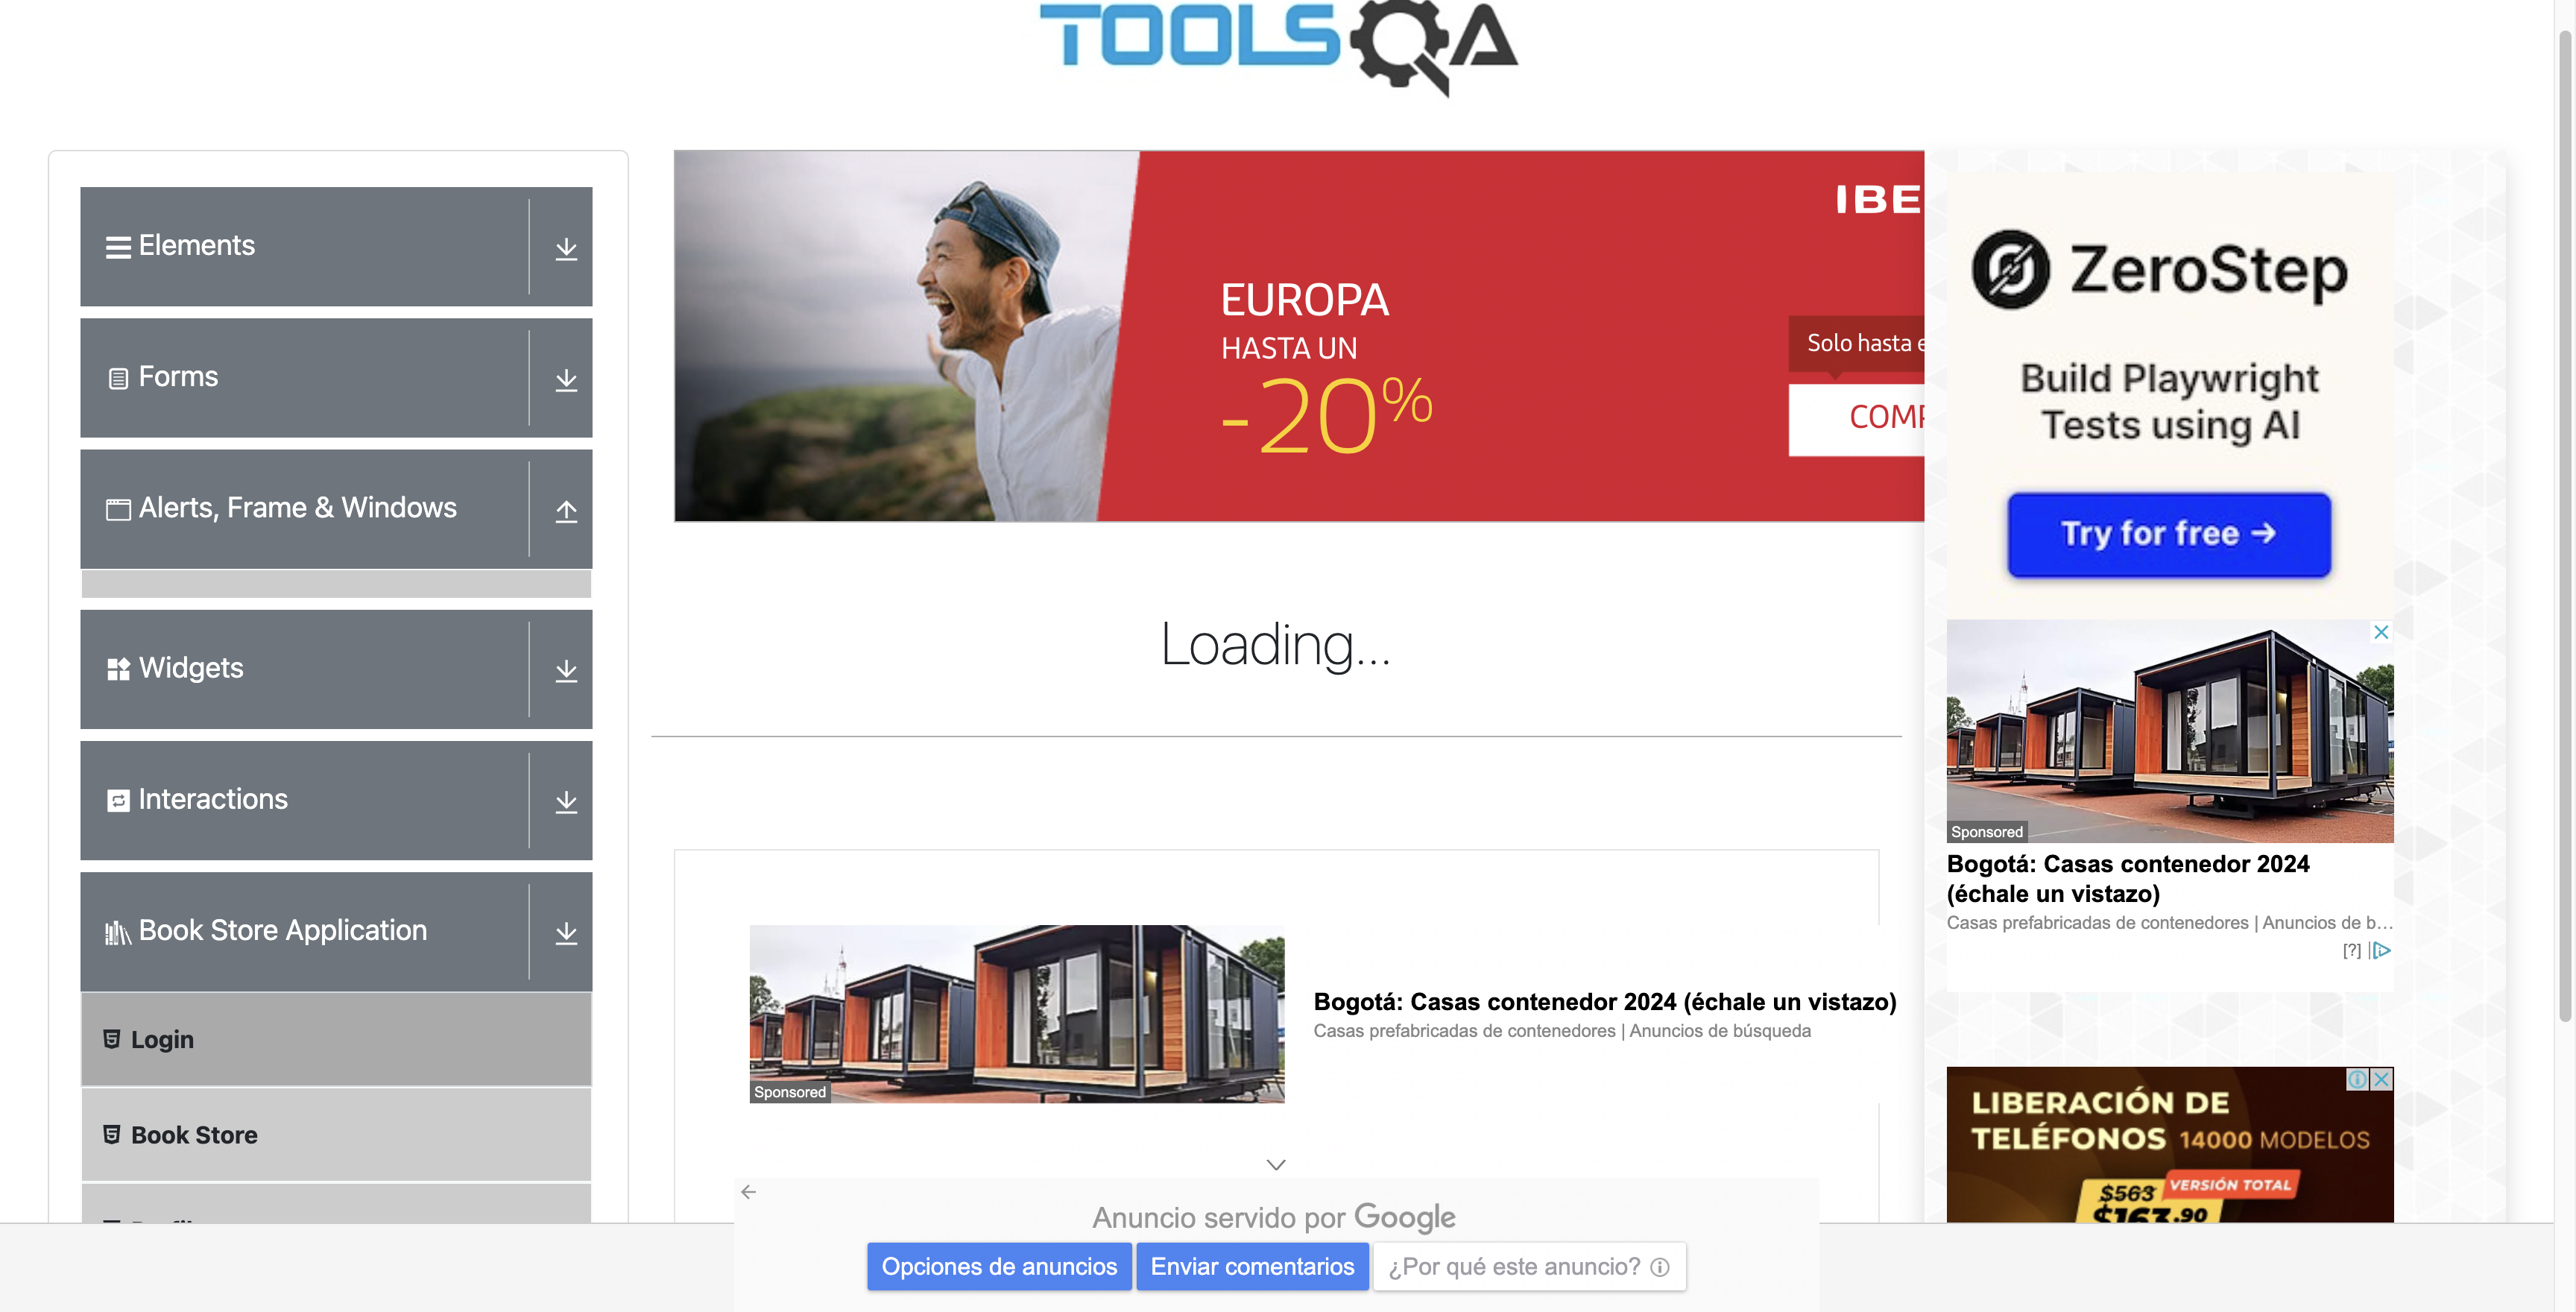 TOOLSQA
Elements
Forms
Alerts, Frame & Windows
Widgets
Interactions
Book Store Application
Login
Book Store
IBE
EUROPA
HASTA UN
-20%
Solo hasta e
COMP
Loading...
Sponsored
Bogotá: Casas contenedor 2024 (échale un vistazo)
Casas prefabricadas de contenedores | Anuncios de búsqueda
ZeroStep
Build Playwright
Tests using AI
Try for free →
Sponsored
Bogotá: Casas contenedor 2024
(échale un vistazo)
Casas prefabricadas de contenedores | Anuncios de b...
[?]
LIBERACIÓN DE
TELÉFONOS 14000 MODELOS
$563 VERSIÓN TOTAL
$163.90
Anuncio servido por Google
Opciones de anuncios
Enviar comentarios
¿Por qué este anuncio?